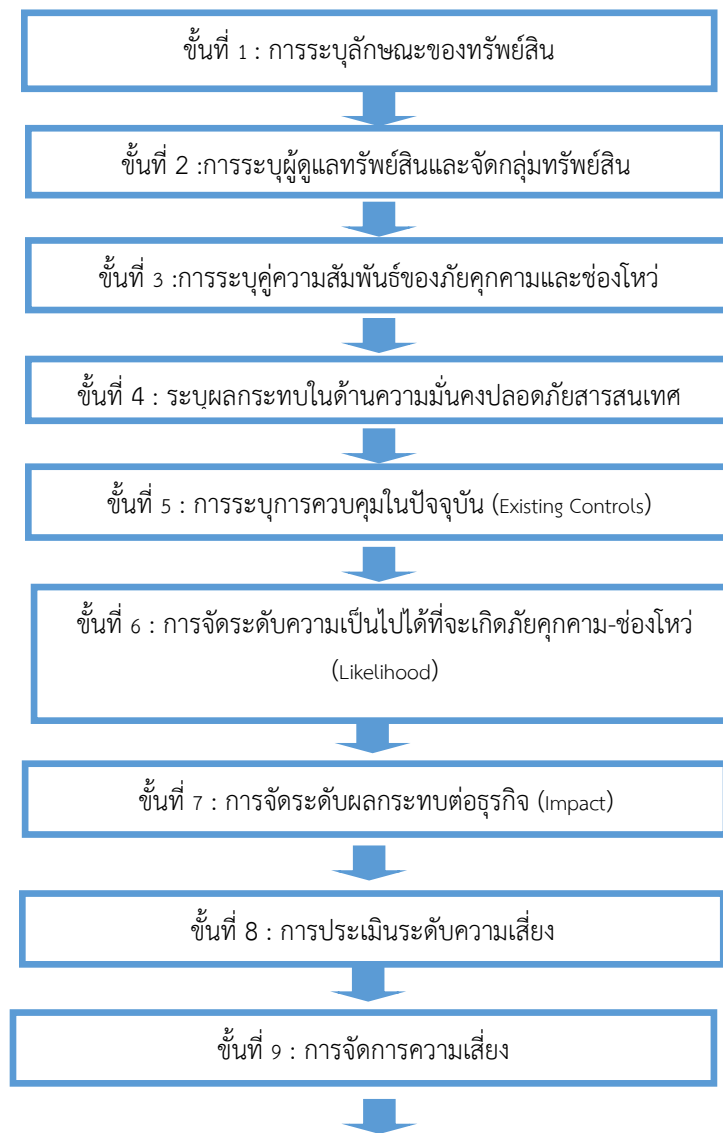 ขั้นที่ 1 : การระบุลักษณะของทรัพย์สิน
ขั้นที่ 2 :การระบุผู้ดูแลทรัพย์สินและจัดกลุ่มทรัพย์สิน
ขั้นที่ 3 :การระบุคู่ความสัมพันธ์ของภัยคุกคามและช่องโหว่
ขั้นที่ 4 : ระบุผลกระทบในด้านความมั่นคงปลอดภัยสารสนเทศ
ขั้นที่ 5 : การระบุการควบคุมในปัจจุบัน (Existing Controls)
ขั้นที่ 6 : การจัดระดับความเป็นไปได้ที่จะเกิดภัยคุกคาม-ช่องโหว่
(Likelihood)
ขั้นที่ 7 : การจัดระดับผลกระทบต่อธุรกิจ (Impact)
ขั้นที่ 8 : การประเมินระดับความเสี่ยง
ขั้นที่ 9 : การจัดการความเสี่ยง